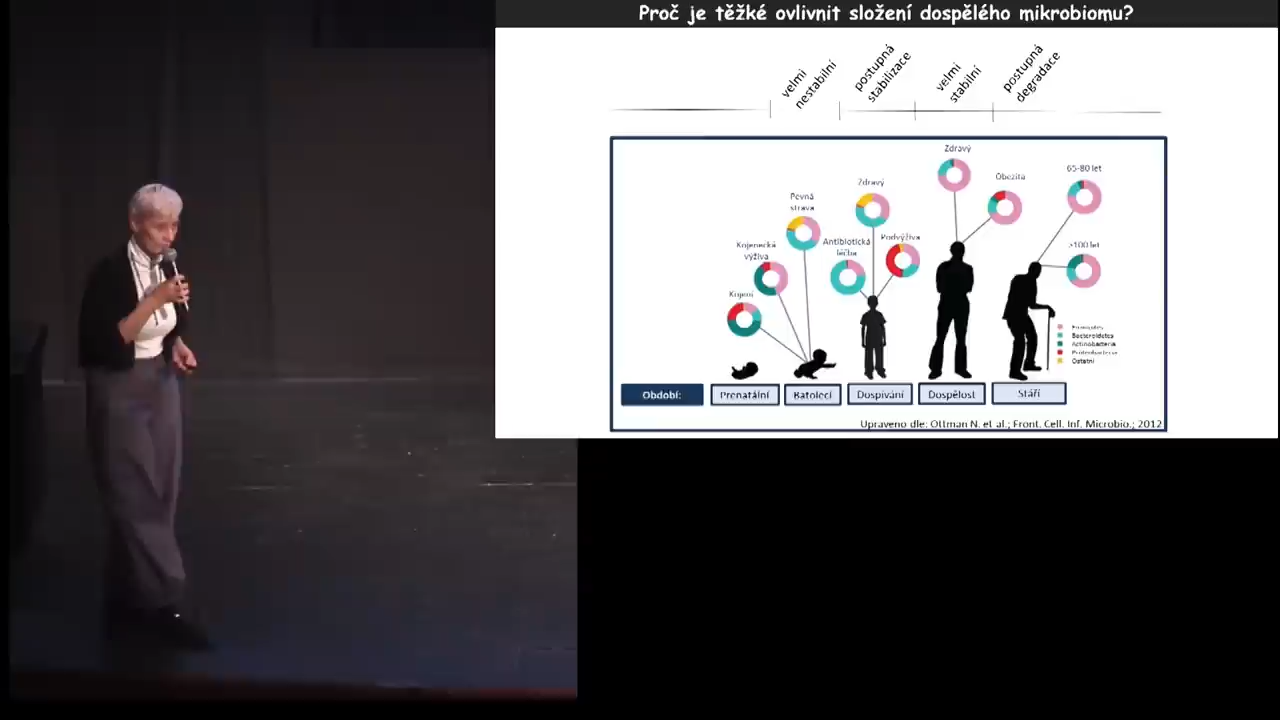 Proč je těžké ovlivnit složení dospělého mikrobiomu?
velmi
nestabilní
postupná
stabilizace
velmi
stabilní
postupná
degradace
Zdravý
Obezita
65-80 let
Pevná
strava
Zdravý
Kojenecká
výživa
Antibiotická
léčba
Podvýživa
>100 let
Kojení
Firmicutes
Bacteroidetes
Actinobacteria
Proteobacteria
Ostatní
Období:
Prenatální
Batolecí
Dospívání
Dospělost
Stáří
Upraveno dle: Ottman N. et al.; Front. Cell. Inf. Microbio.; 2012